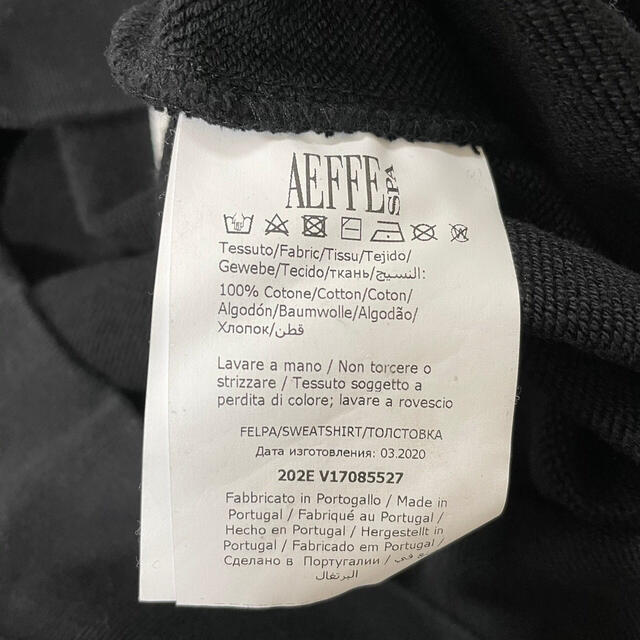 AEFFE SPA
Tessuto/Fabric/Tissu/Tejido/
Gewebe/Tecido/ткань/النسيج:
100% Cotone/Cotton/Coton/
Algodón/Baumwolle/Algodão/
Хлопок/قطن
Lavare a mano / Non torcere o
strizzare / Tessuto soggetto a
perdita di colore; lavare a rovescio
FELPA/SWEATSHIRT/ТОЛСТОВКА
Дата изготовления: 03.2020
202E V17085527
Fabbricato in Portogallo / Made in
Portugal / Fabriqué au Portugal /
Hecho en Portugal / Hergestellt in
Portugal / Fabricado em Portugal /
Сделано в Португалии / في
البرتغال